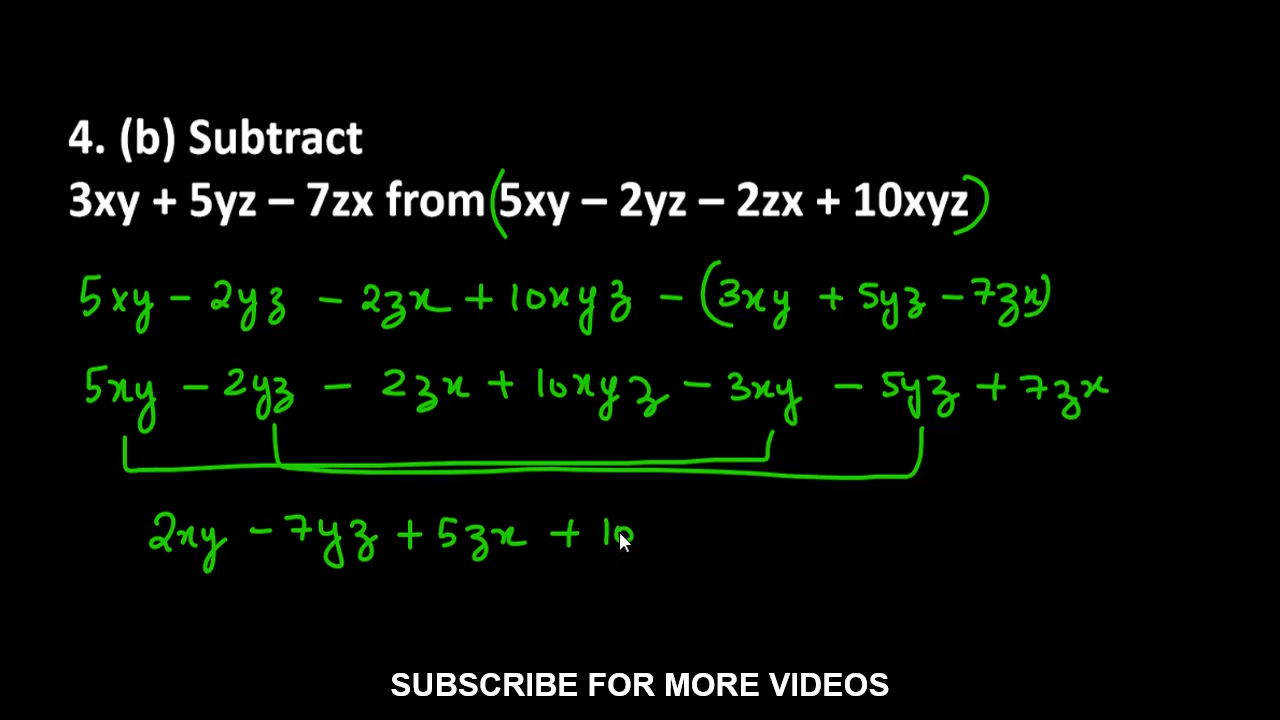 4. (b) Subtract
3xy + 5yz – 7zx from (5xy – 2yz – 2zx + 10xyz)
5xy - 2yz - 2zx + 10xyz - (3xy + 5yz - 7zx)
5xy - 2yz - 2zx + 10xyz - 3xy - 5yz + 7zx
2xy - 7yz + 5zx + 10
SUBSCRIBE FOR MORE VIDEOS